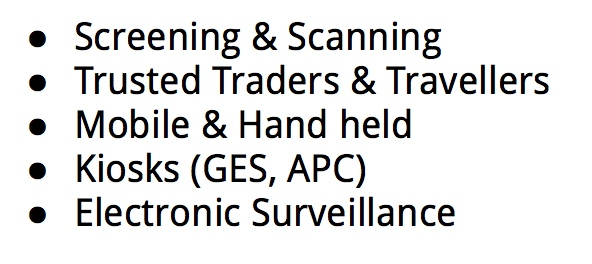 ● Screening & Scanning
● Trusted Traders & Travellers
● Mobile & Hand held
● Kiosks (GES, APC)
● Electronic Surveillance